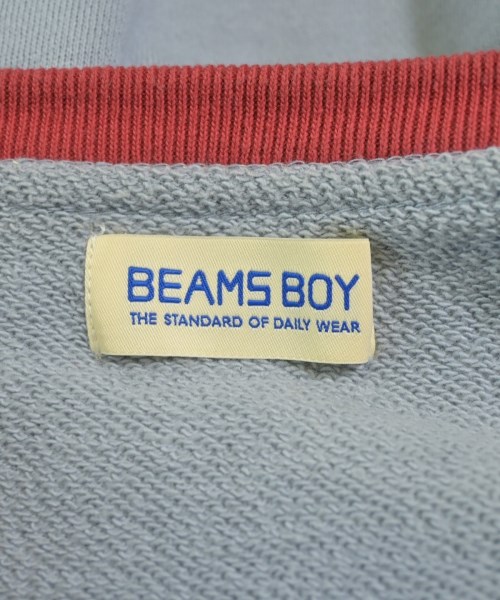 BEAMS BOY
THE STANDARD OF DAILY WEAR